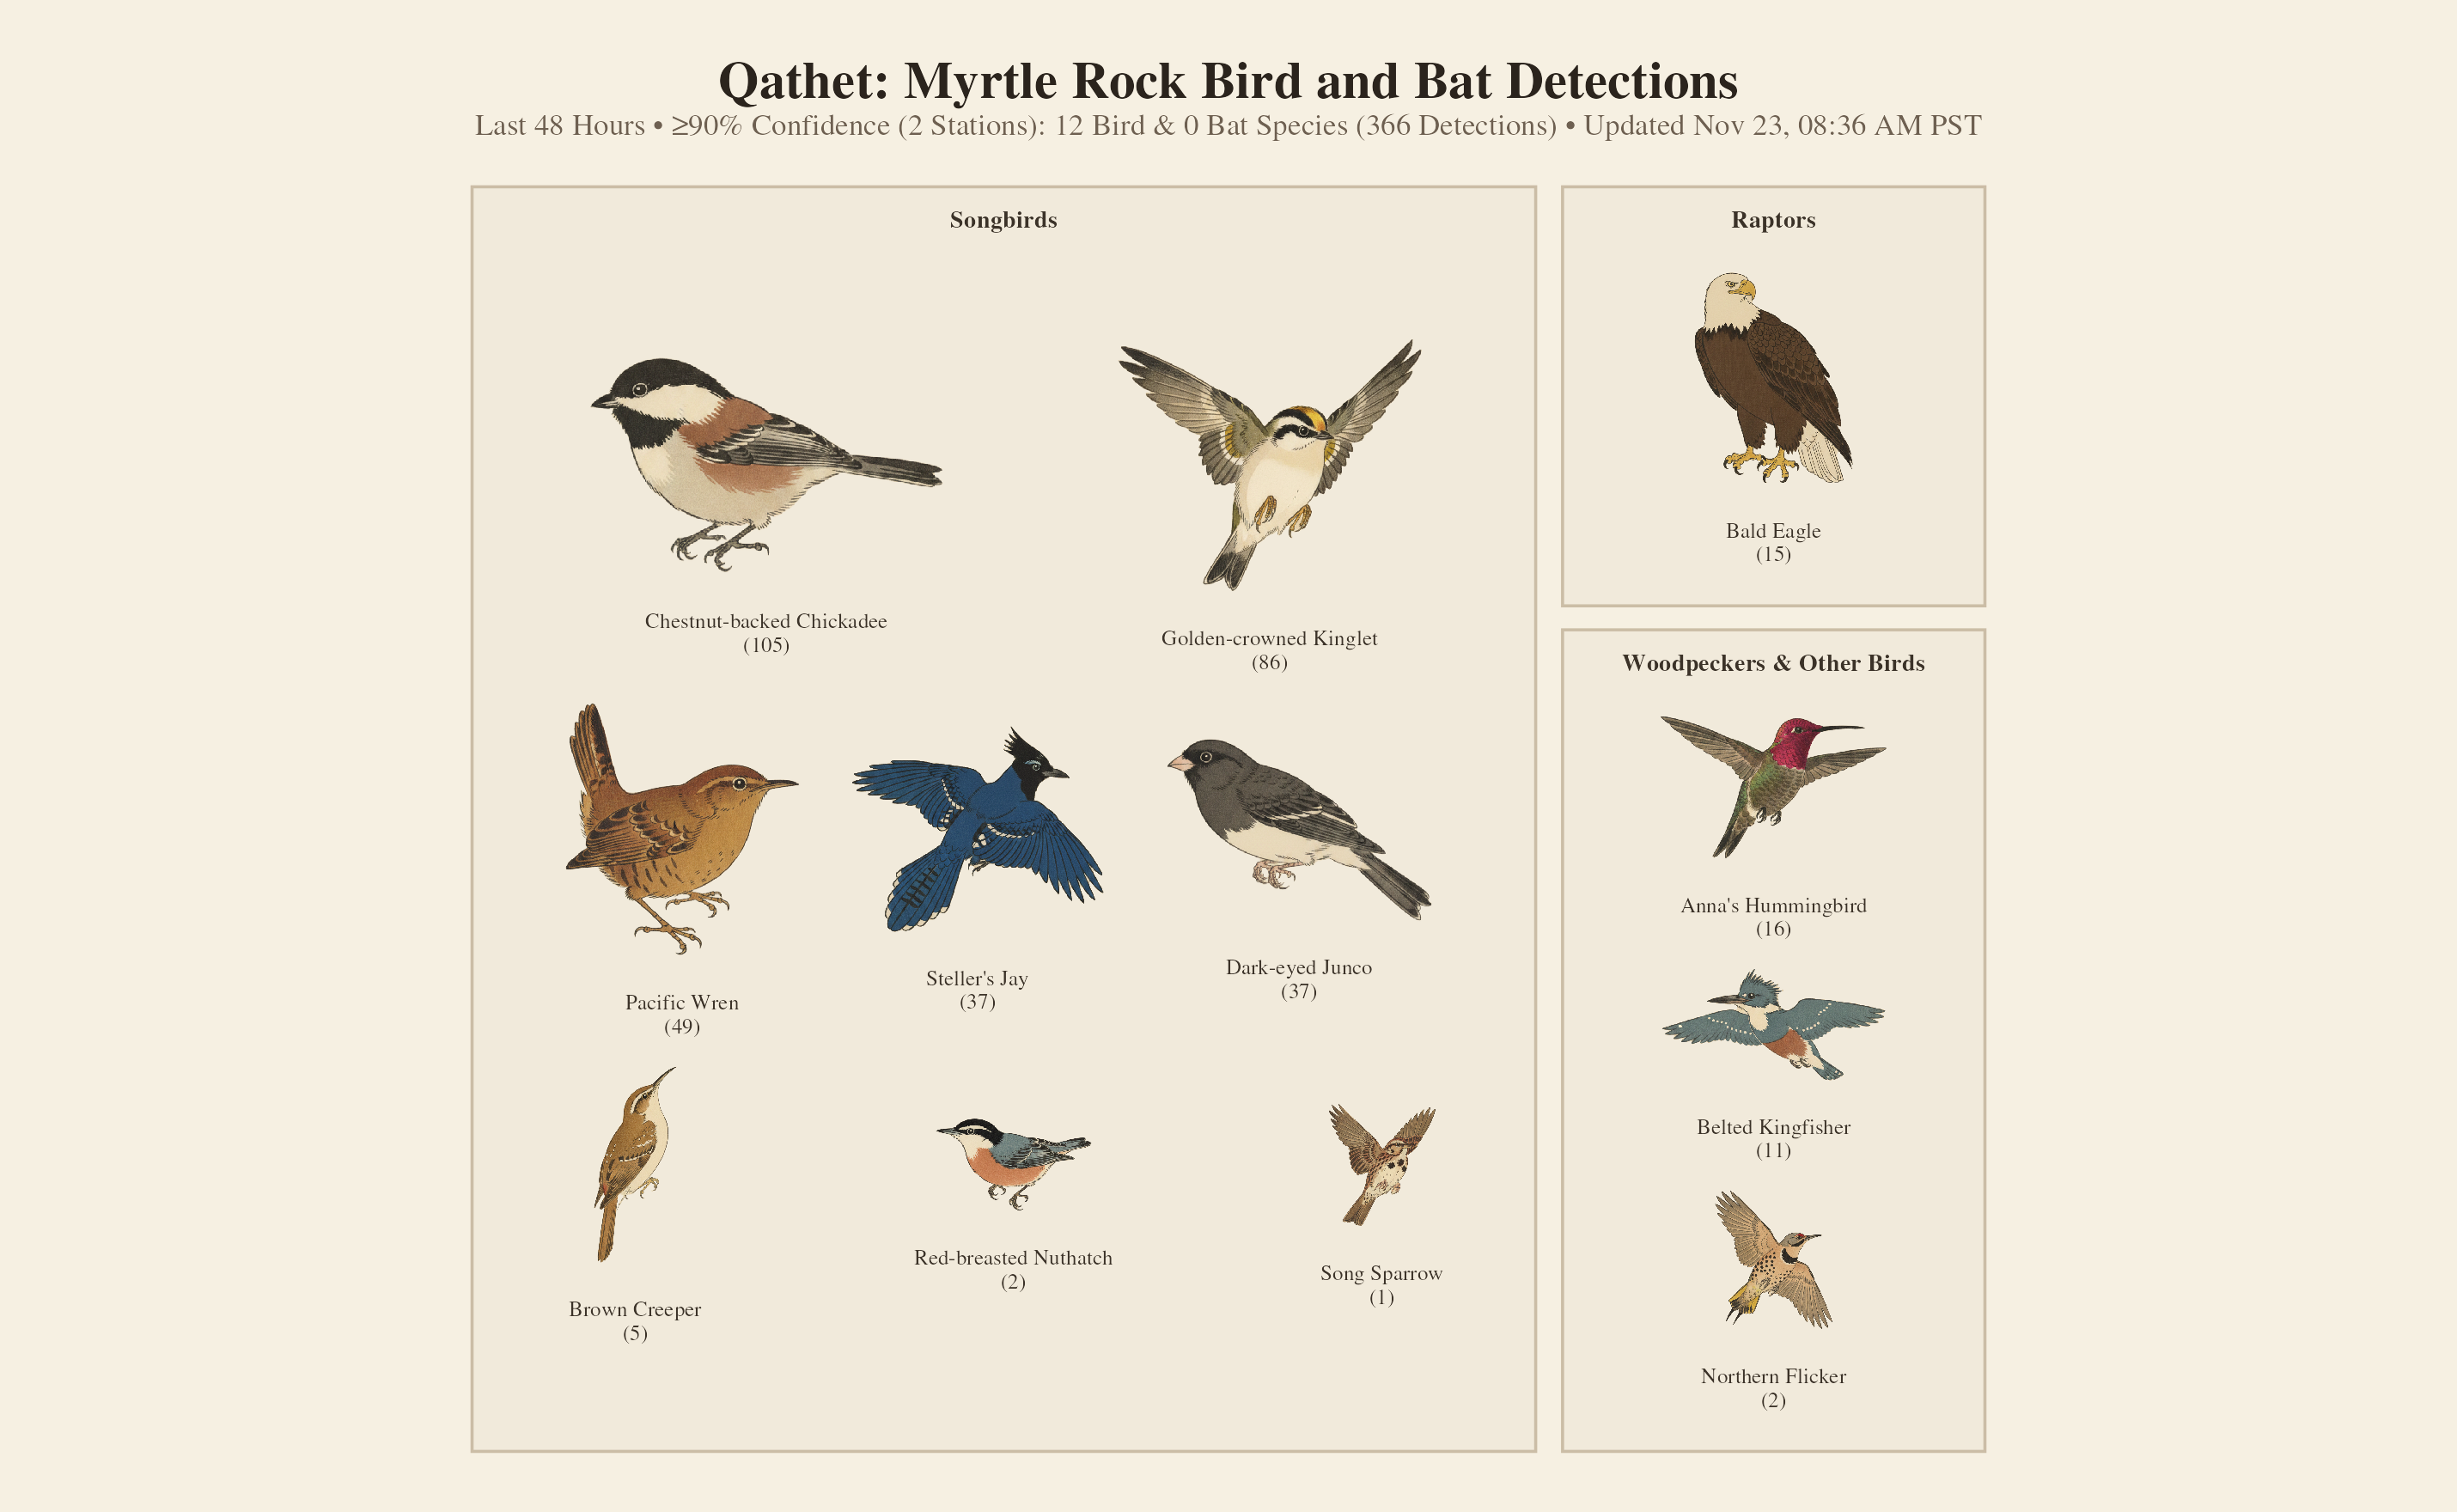 Qathet: Myrtle Rock Bird and Bat Detections
Last 48 Hours • ≥90% Confidence (2 Stations): 12 Bird & 0 Bat Species (366 Detections) • Updated Nov 23, 08:36 AM PST
Songbirds
Chestnut-backed Chickadee
(105)
Golden-crowned Kinglet
(86)
Pacific Wren
(49)
Steller's Jay
(37)
Dark-eyed Junco
(37)
Brown Creeper
(5)
Red-breasted Nuthatch
(2)
Song Sparrow
(1)
Raptors
Bald Eagle
(15)
Woodpeckers & Other Birds
Anna's Hummingbird
(16)
Belted Kingfisher
(11)
Northern Flicker
(2)